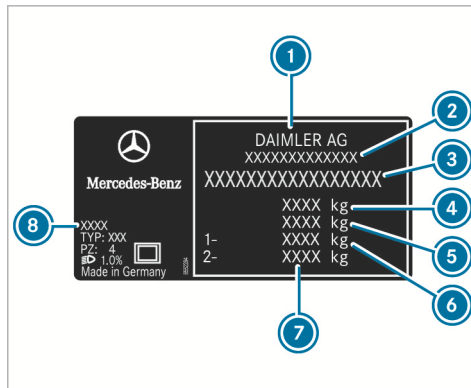 1
2
DAIMLER AG
XXXXXXXXXXXXX
3
XXXXXXXXXXXXXXXXX
Mercedes-Benz
XXXX kg
4
8
XXXX
XXXX kg
5
TYP: XXX
1- XXXX kg
6
PZ: 4
2- XXXX kg
1.0%
Made in Germany
7